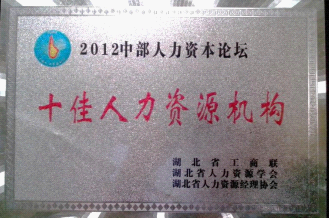 2012中部人力资本论坛
十佳人力资源机构
湖北省工商联
湖北省人力资源学会
湖北省人力资源经理协会